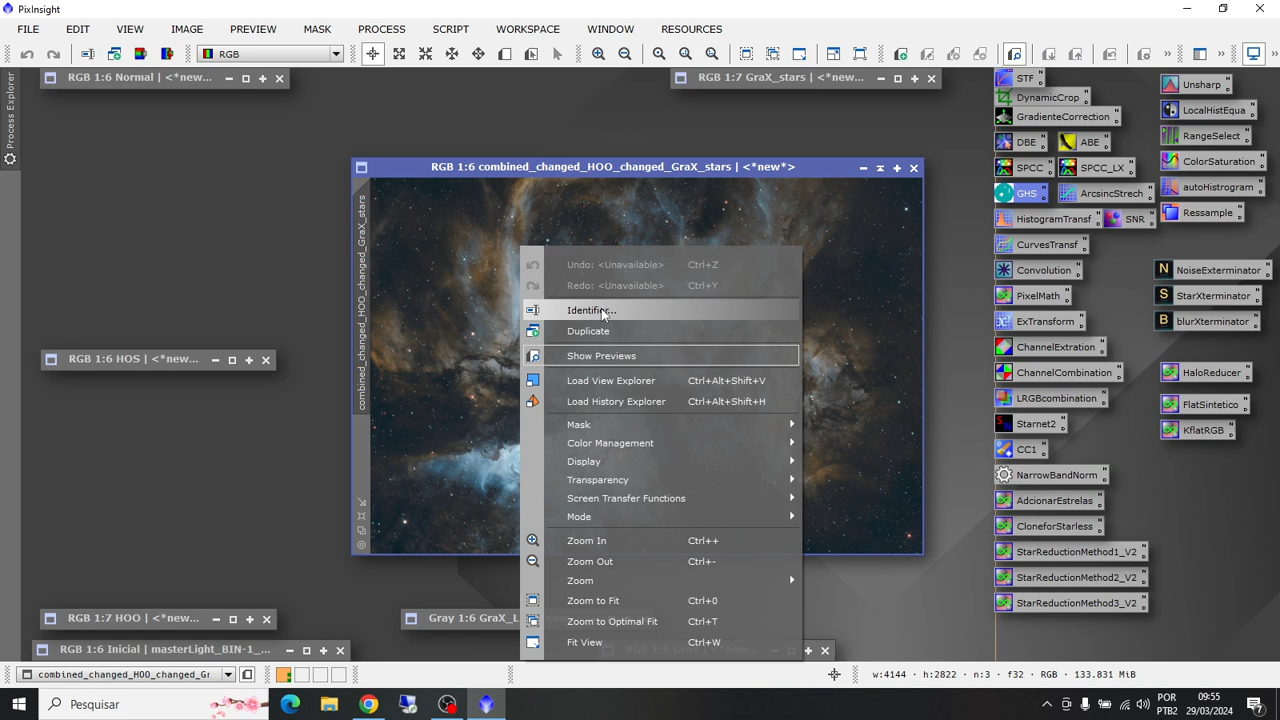 PixInsight
FILE EDIT VIEW IMAGE PREVIEW MASK PROCESS SCRIPT WORKSPACE WINDOW RESOURCES
RGB
Process Explorer
RGB 1:6 Normal | <*new...
RGB 1:7 GraX_stars | <*new...
RGB 1:6 combined_changed_HOO_changed_GraX_stars | <*new*>
combined_changed_HOO_changed_GraX_stars
RGB 1:6 HOS | <*new...
RGB 1:7 HOO | <*new...
Gray 1:6 GraX_L
RGB 1:6 Inicial | masterLight_BIN-1_...
RGB 1:6 GraX | <*new...
Undo: <Unavailable> Ctrl+Z
Redo: <Unavailable> Ctrl+Y
Identifier...
Duplicate
Show Previews
Load View Explorer Ctrl+Alt+Shift+V
Load History Explorer Ctrl+Alt+Shift+H
Mask
Color Management
Display
Transparency
Screen Transfer Functions
Mode
Zoom In Ctrl++
Zoom Out Ctrl+-
Zoom
Zoom to Fit Ctrl+0
Zoom to Optimal Fit Ctrl+T
Fit View Ctrl+W
STF
DynamicCrop
GradienteCorrection
DBE ABE
SPCC SPCC_LX
GHS ArcsincStrech
HistogramTransf SNR
CurvesTransf
Convolution
PixelMath
ExTransform
ChannelExtration
ChannelCombination
LRGBcombination
Starnet2
CC1
NarrowBandNorm
AdcionarEstrelas
CloneforStarless
StarReductionMethod1_V2
StarReductionMethod2_V2
StarReductionMethod3_V2
Unsharp
LocalHistEqua
RangeSelect
ColorSaturation
autoHistogram
Ressample
N NoiseExterminator
S StarXterminator
B blurXterminator
HaloReducer
FlatSintetico
KflatRGB
combined_changed_HOO_changed_Gr
w:4144 · h:2822 · n:3 · f32 · RGB · 133.831 MiB
Pesquisar
POR
PTB2
09:55
29/03/2024